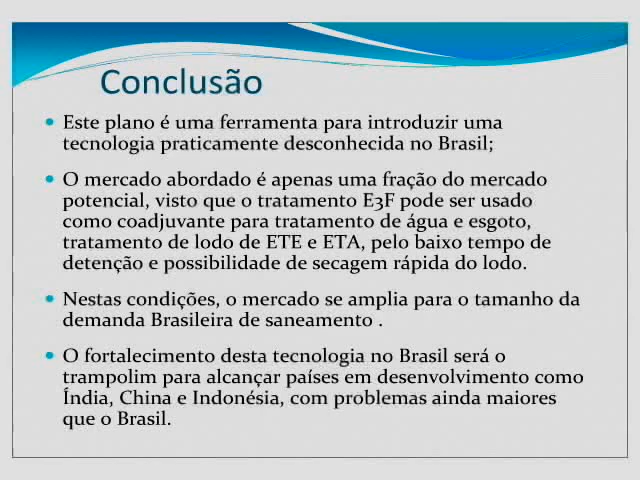 Conclusão
Este plano é uma ferramenta para introduzir uma
tecnologia praticamente desconhecida no Brasil;
O mercado abordado é apenas uma fração do mercado
potencial, visto que o tratamento E3F pode ser usado
como coadjuvante para tratamento de água e esgoto,
tratamento de lodo de ETE e ETA, pelo baixo tempo de
detenção e possibilidade de secagem rápida do lodo.
Nestas condições, o mercado se amplia para o tamanho da
demanda Brasileira de saneamento .
O fortalecimento desta tecnologia no Brasil será o
trampolim para alcançar países em desenvolvimento como
Índia, China e Indonésia, com problemas ainda maiores
que o Brasil.